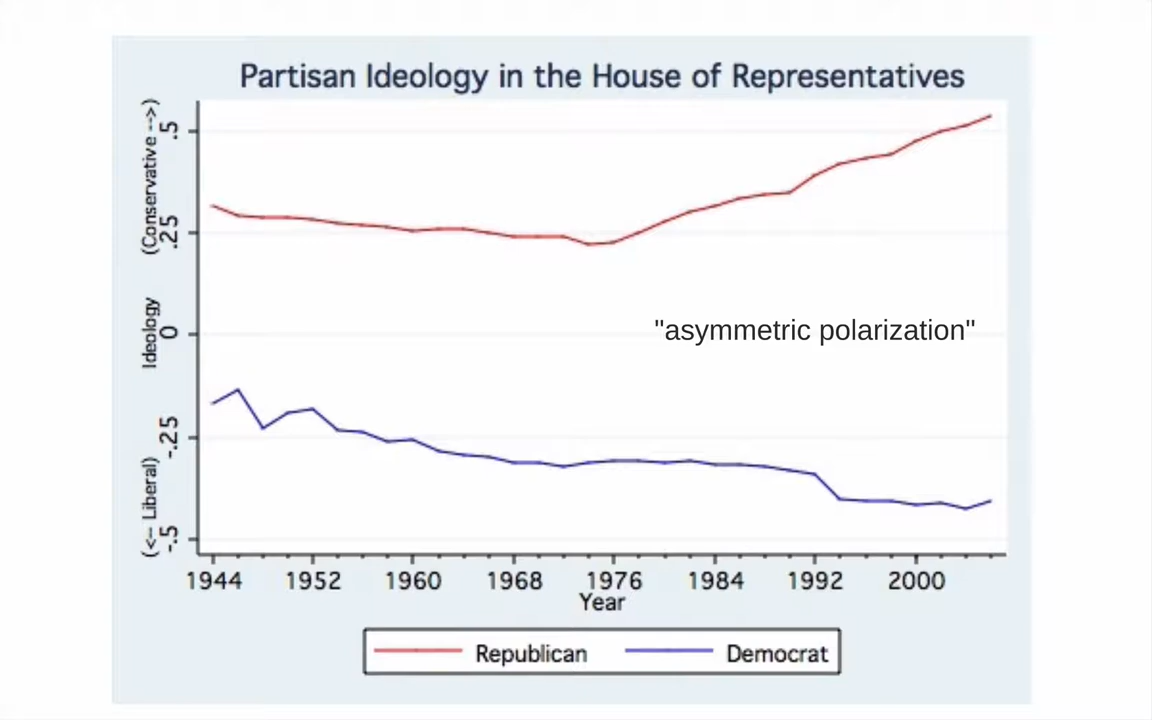 Partisan Ideology in the House of Representatives
(<-- Liberal)    Ideology    (Conservative -->)
.5
.25
0
-.25
-.5
"asymmetric polarization"
1944 1952 1960 1968 1976 1984 1992 2000
Year
Republican Democrat